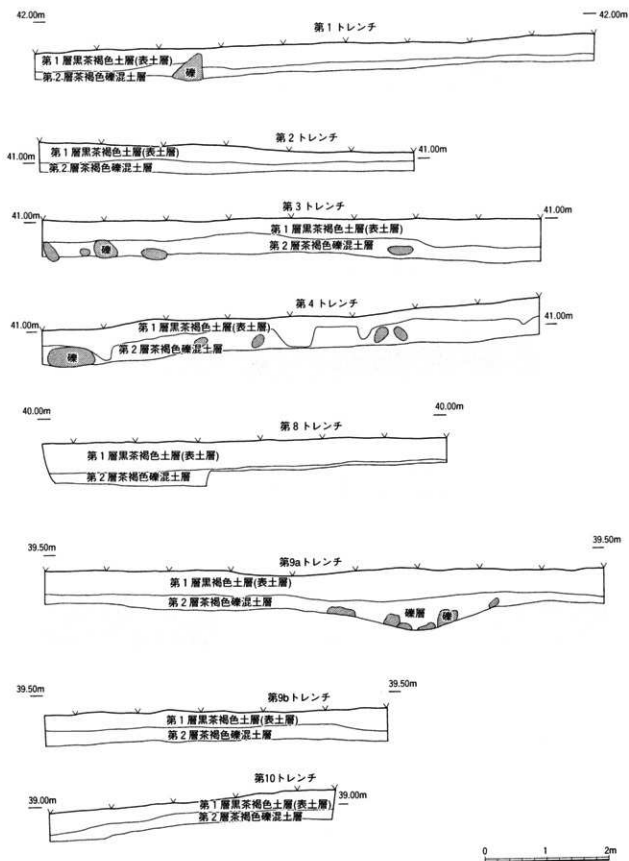 第1トレンチ
42.00m
42.00m
第1層黒茶褐色土層(表土層)
第2層茶褐色礫混土層
礫
第2トレンチ
41.00m
41.00m
第1層黒茶褐色土層(表土層)
第2層茶褐色礫混土層
第3トレンチ
41.00m
41.00m
第1層黒茶褐色土層(表土層)
第2層茶褐色礫混土層
礫
第4トレンチ
41.00m
41.00m
第1層黒茶褐色土層(表土層)
第2層茶褐色礫混土層
礫
40.00m
40.00m
第8トレンチ
第1層黒茶褐色土層(表土層)
第2層茶褐色礫混土層
39.50m
39.50m
第9aトレンチ
第1層黒褐色土層(表土層)
第2層茶褐色礫混土層
礫層
礫
39.50m
39.50m
第9bトレンチ
第1層黒茶褐色土層(表土層)
第2層茶褐色礫混土層
第10トレンチ
39.00m
39.00m
第1層黒茶褐色土層(表土層)
第2層茶褐色礫混土層
0 1 2m